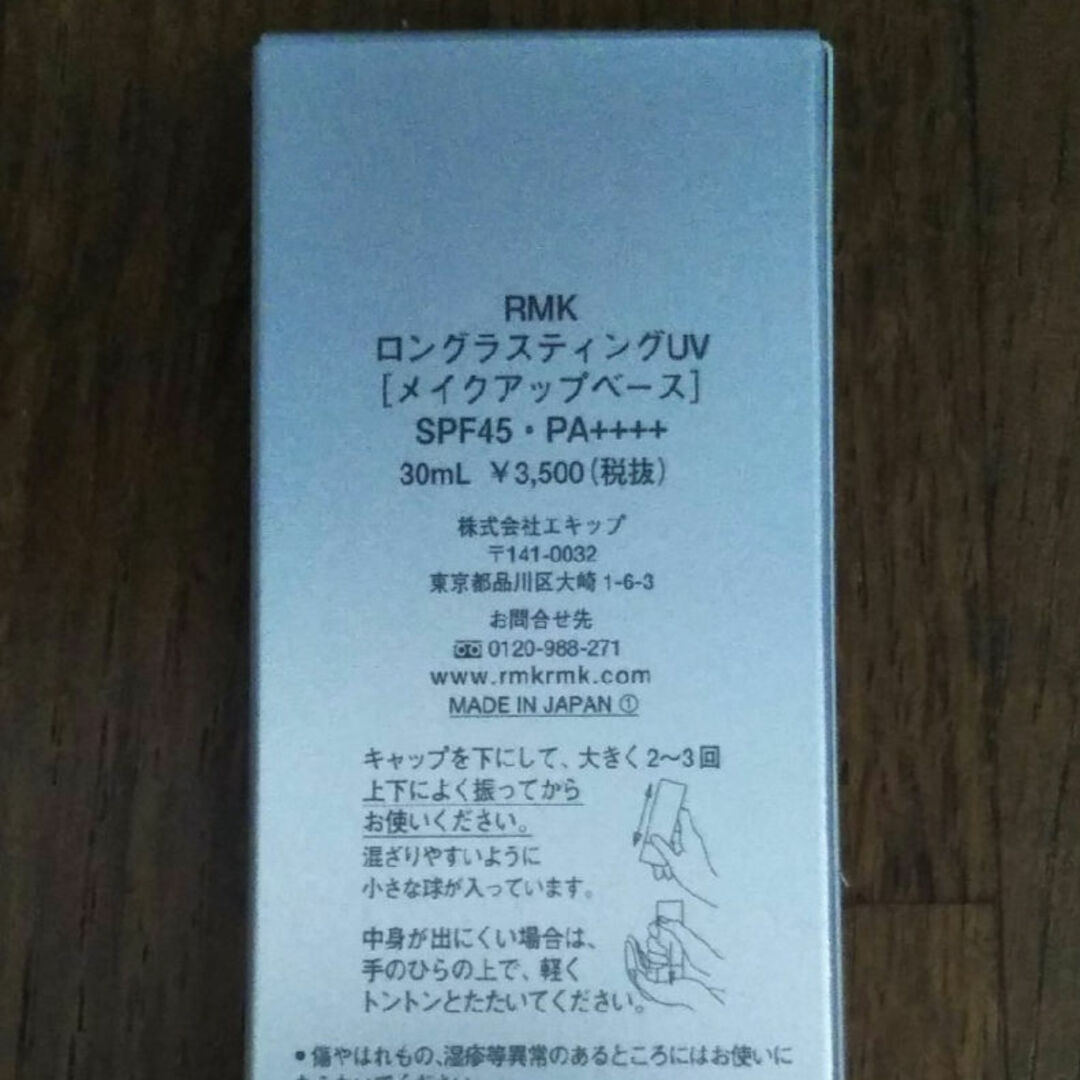 RMK
ロングラスティングUV
[メイクアップベース]
SPF45・PA++++
30mL ￥3,500(税抜)
株式会社エキップ
〒141-0032
東京都品川区大崎 1-6-3
お問合せ先
0120-988-271
www.rmkrmk.com
MADE IN JAPAN ①
キャップを下にして、大きく2〜3回
上下によく振ってから
お使いください。
混ざりやすいように
小さな球が入っています。
中身が出にくい場合は、
手のひらの上で、軽く
トントンとたたいてください。
•傷やはれもの、湿疹等異常のあるところにはお使いに